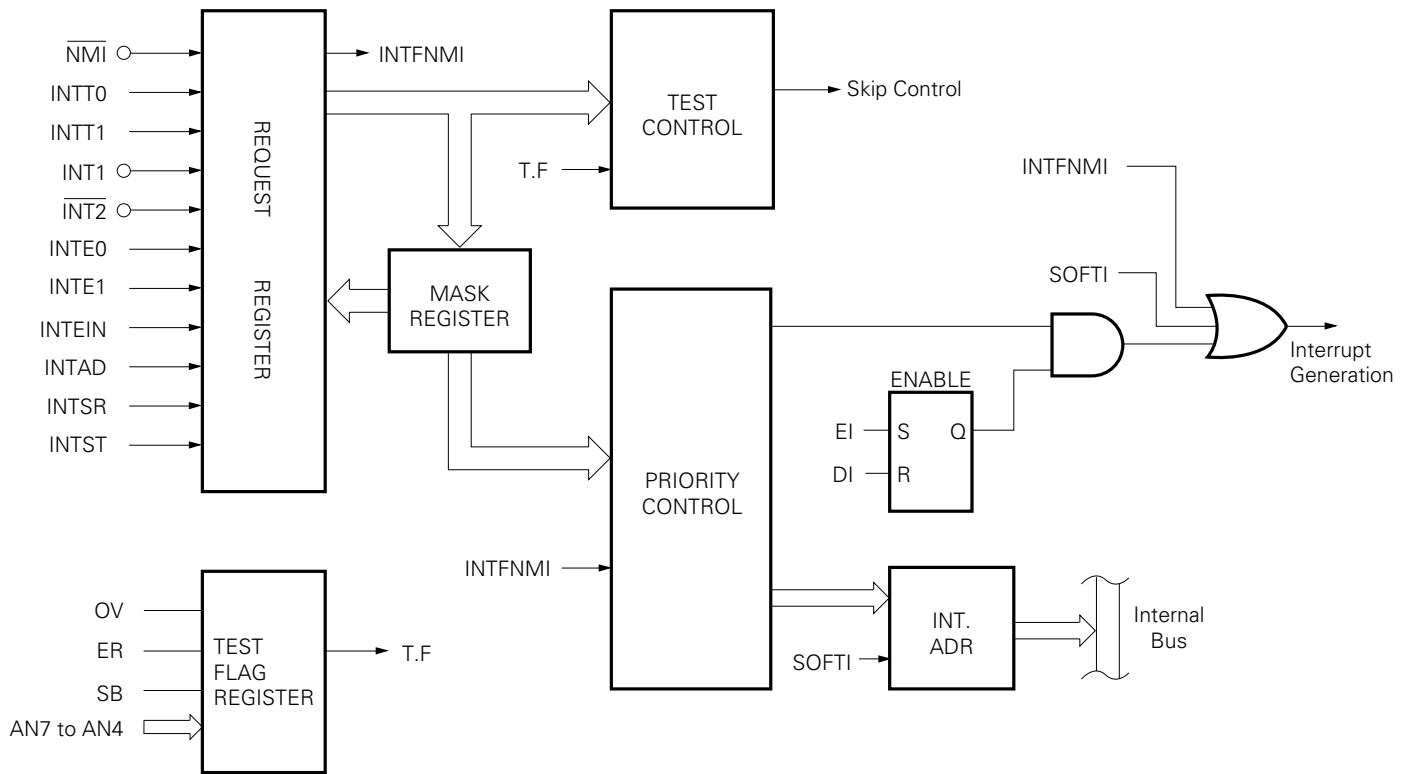 NMI
INTT0
INTT1
INT1
INT2
INTE0
INTE1
INTEIN
INTAD
INTSR
INTST
REQUEST REGISTER
INTFNMI
TEST
CONTROL
T.F
Skip Control
MASK
REGISTER
PRIORITY
CONTROL
INTFNMI
INTFNMI
SOFTI
ENABLE
EI
S
Q
DI
R
Interrupt
Generation
OV
ER
SB
AN7 to AN4
TEST
FLAG
REGISTER
T.F
INT.
ADR
SOFTI
Internal
Bus